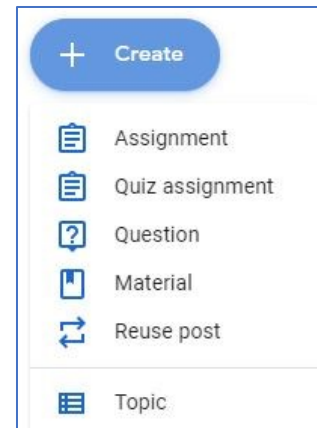 Create
Assignment
Quiz assignment
Question
Material
Reuse post
Topic